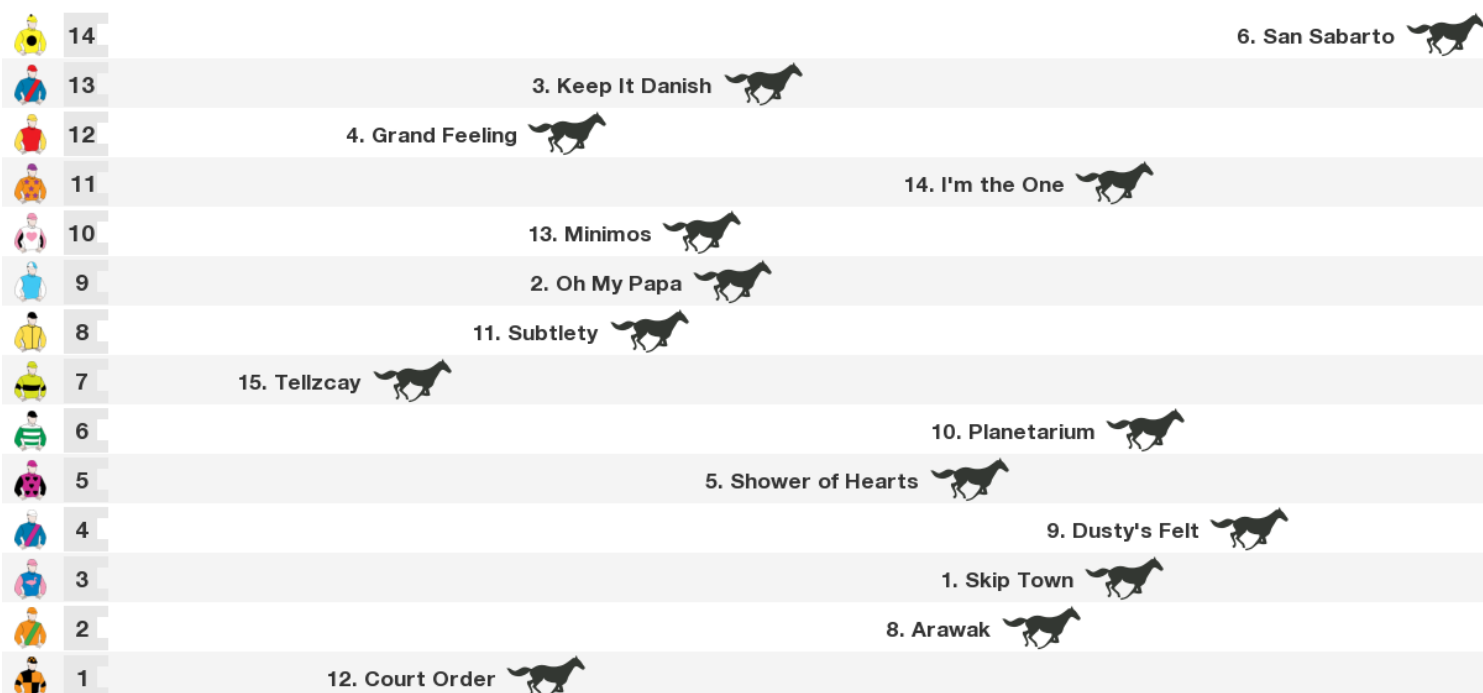 14 6. San Sabarto
13 3. Keep It Danish
12 4. Grand Feeling
11 14. I'm the One
10 13. Minimos
9 2. Oh My Papa
8 11. Subtlety
7 15. Tellzcay
6 10. Planetarium
5 5. Shower of Hearts
4 9. Dusty's Felt
3 1. Skip Town
2 8. Arawak
1 12. Court Order